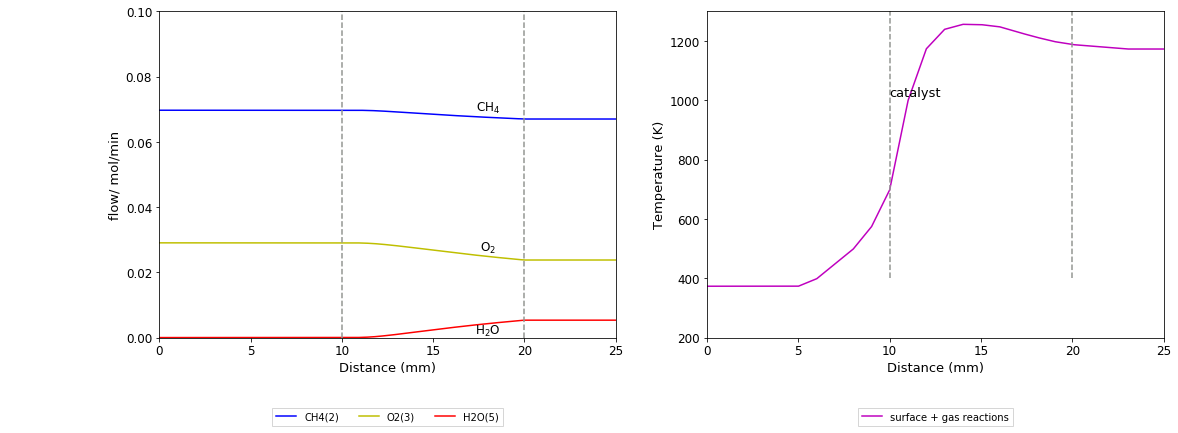 0.10
0.08
0.06
0.04
0.02
0.00
flow/ mol/min
CH₄
O₂
H₂O
0 5 10 15 20 25
Distance (mm)
CH4(2) O2(3) H2O(5)
1200
1000
800
600
400
200
Temperature (K)
catalyst
0 5 10 15 20 25
Distance (mm)
surface + gas reactions